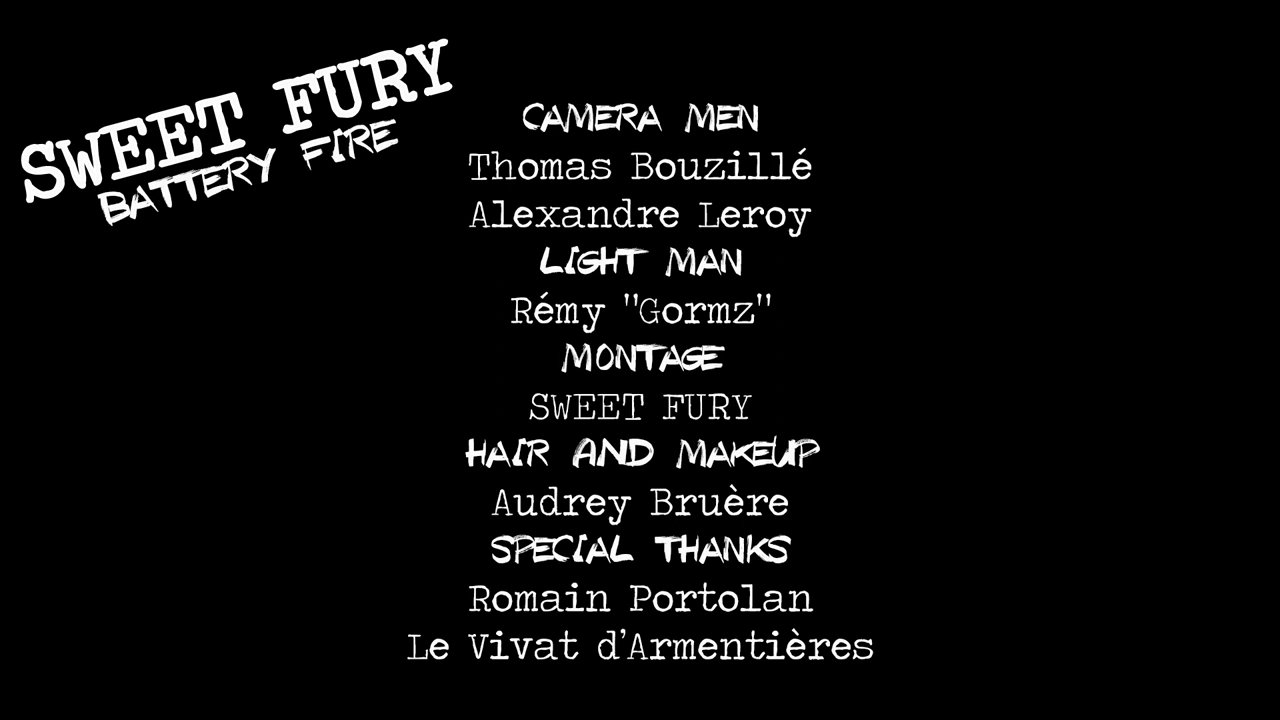 SWEET FURY
BATTERY FIRE
CAMERA MEN
Thomas Bouzillé
Alexandre Leroy
LIGHT MAN
Rémy "Gormz"
MONTAGE
SWEET FURY
HAIR AND MAKEUP
Audrey Bruère
SPECIAL THANKS
Romain Portolan
Le Vivat d'Armentières